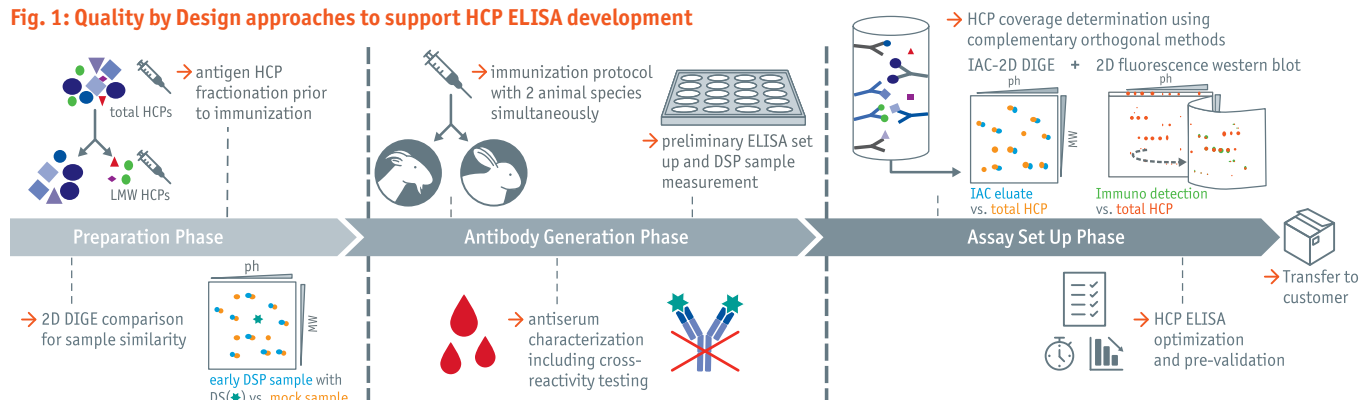 Fig. 1: Quality by Design approaches to support HCP ELISA development
total HCPs
LMW HCPs
antigen HCP
fractionation prior
to immunization
immunization protocol
with 2 animal species
simultaneously
preliminary ELISA set
up and DSP sample
measurement
HCP coverage determination using
complementary orthogonal methods
IAC-2D DIGE + 2D fluorescence western blot
ph
MW
ph
IAC eluate
vs. total HCP
Immuno detection
vs. total HCP
Preparation Phase
Antibody Generation Phase
Assay Set Up Phase
Transfer to
customer
2D DIGE comparison
for sample similarity
ph
MW
early DSP sample with
DS( ) vs. mock sample
antiserum
characterization
including cross-
reactivity testing
HCP ELISA
optimization
and pre-validation